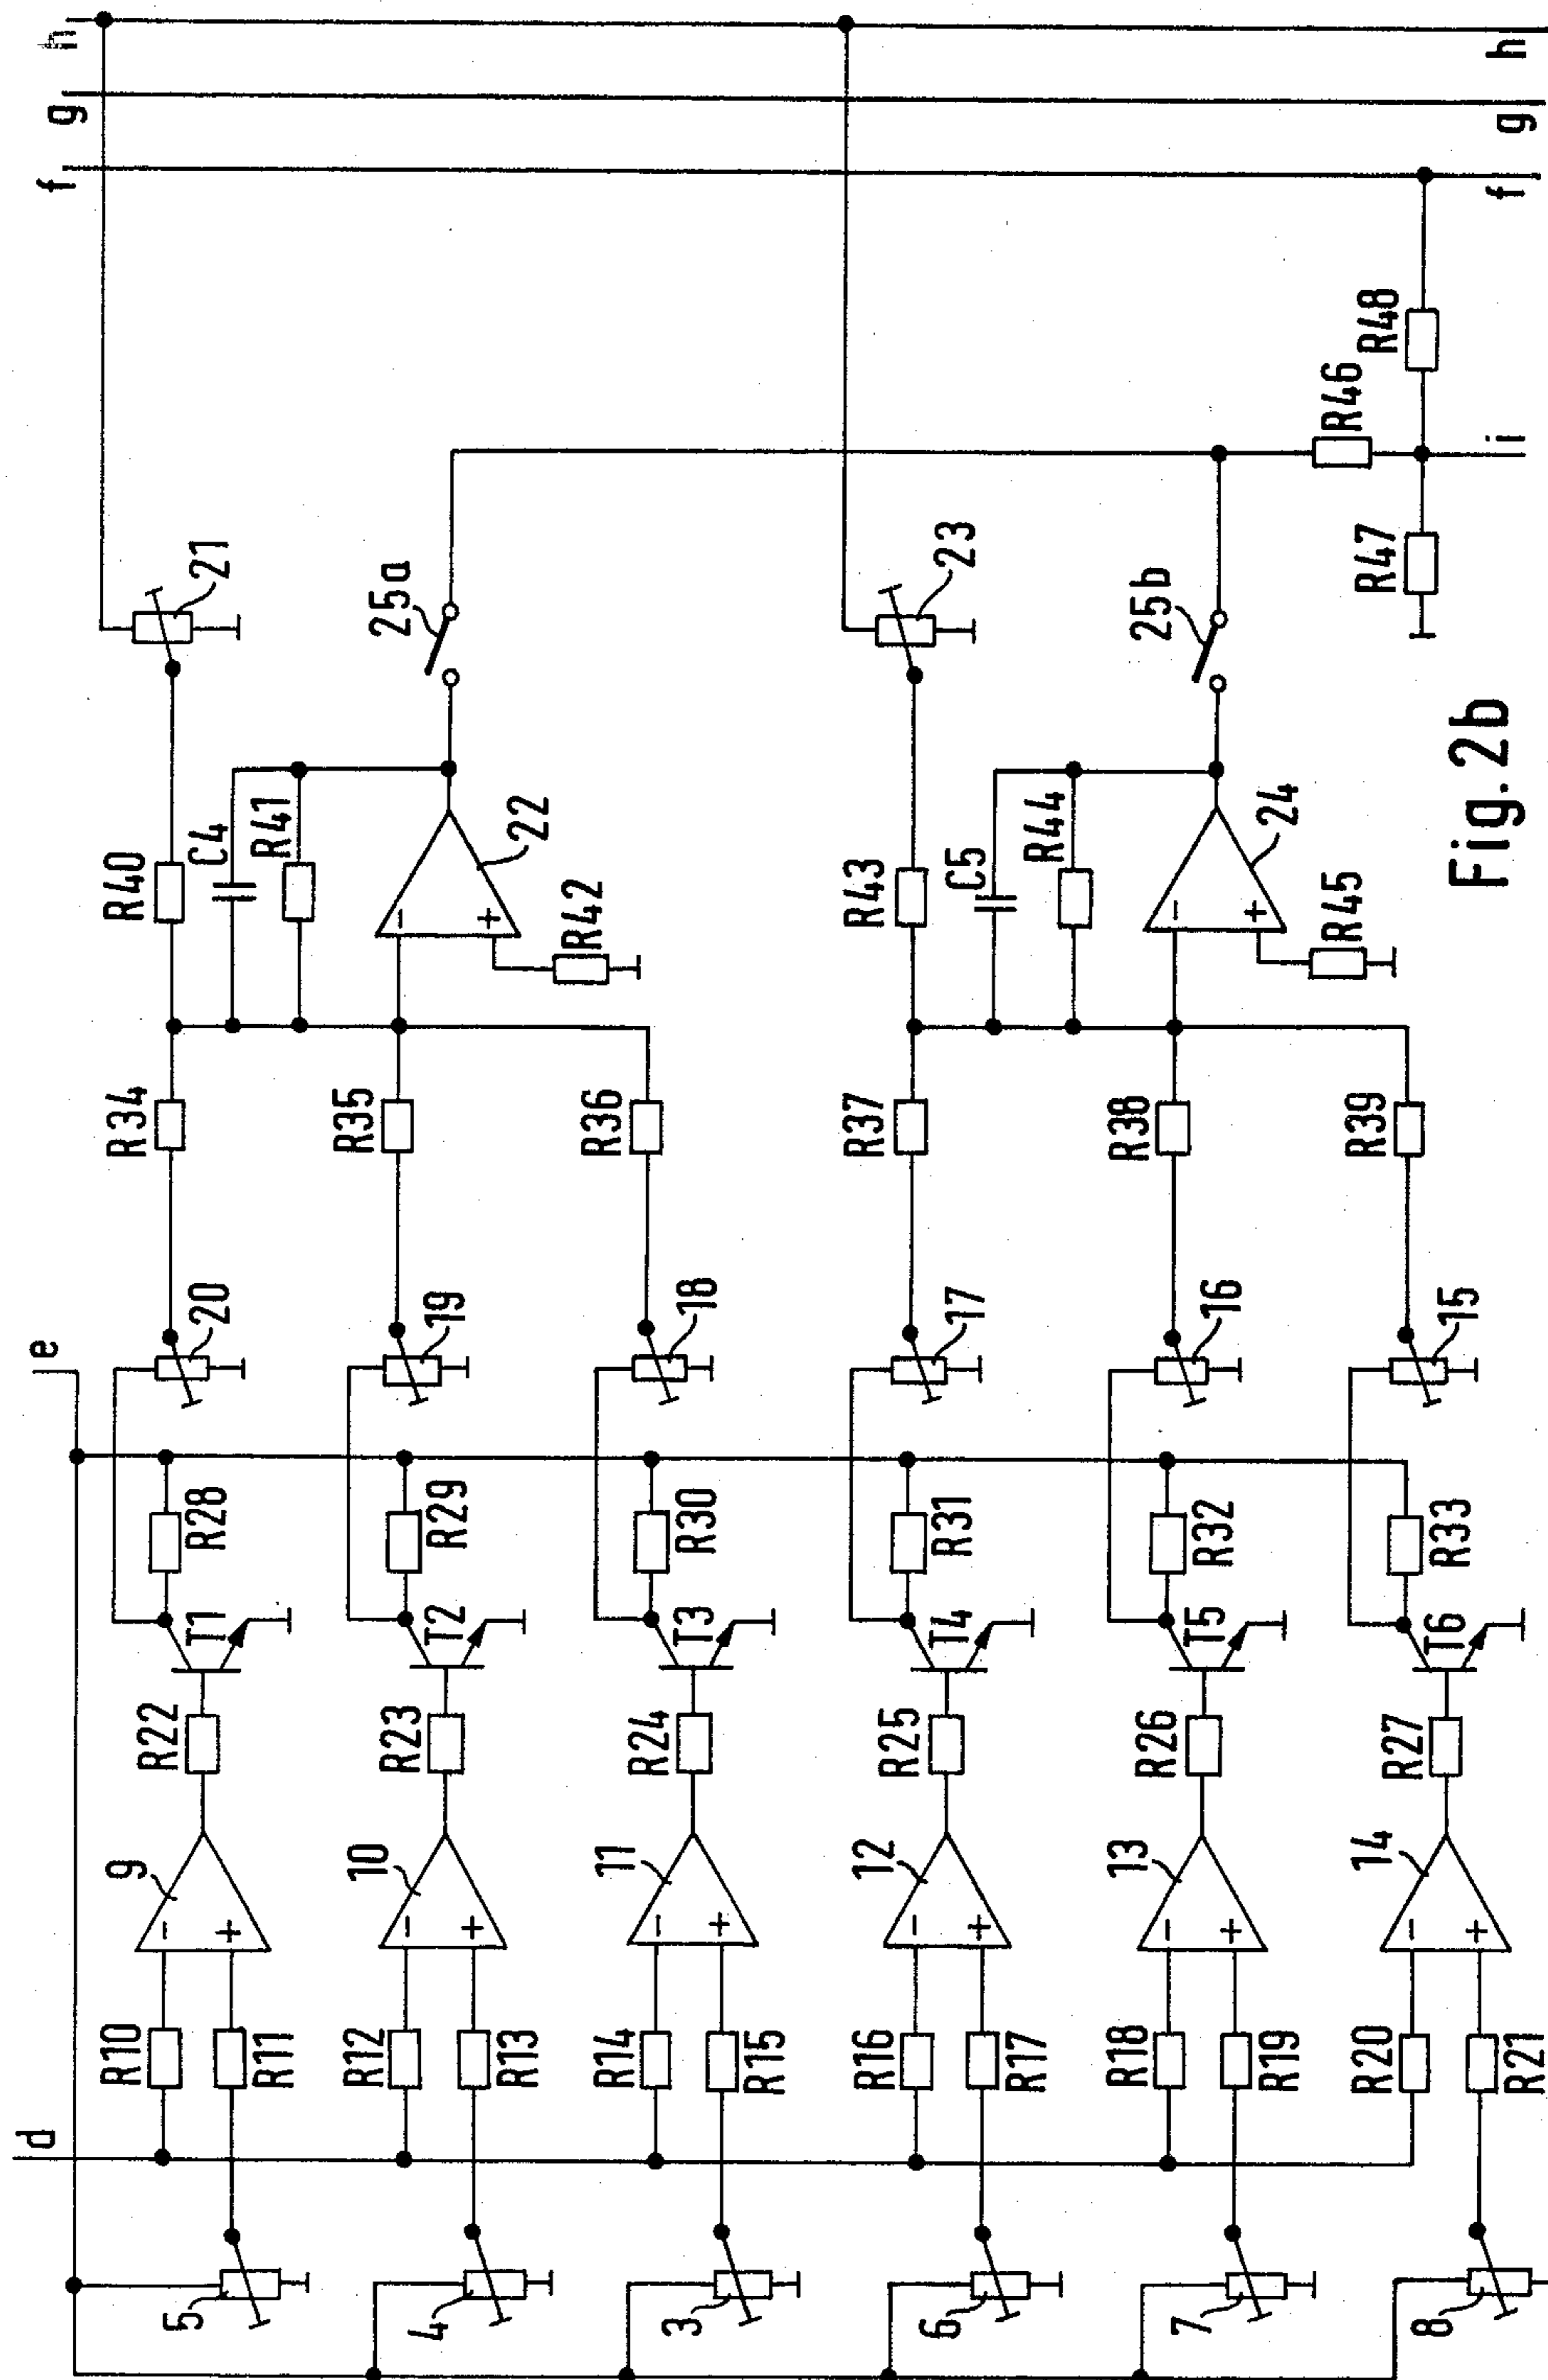 d
e
f
g
h
5
R10
R11
9
-
+
R22
T1
R28
20
R34
R40
21
C4
R41
4
R12
R13
10
-
+
R23
T2
R29
19
R35
-
+
22
25a
3
R14
R15
11
-
+
R24
T3
R30
18
R36
R42
6
R16
R17
12
-
+
R25
T4
R31
17
R37
R43
23
C5
R44
7
R18
R19
13
-
+
R26
T5
R32
16
R38
-
+
24
25b
8
R20
R21
14
-
+
R27
T6
R33
15
R39
R45
R46
R47
R48
i
f
g
h
Fig. 2b